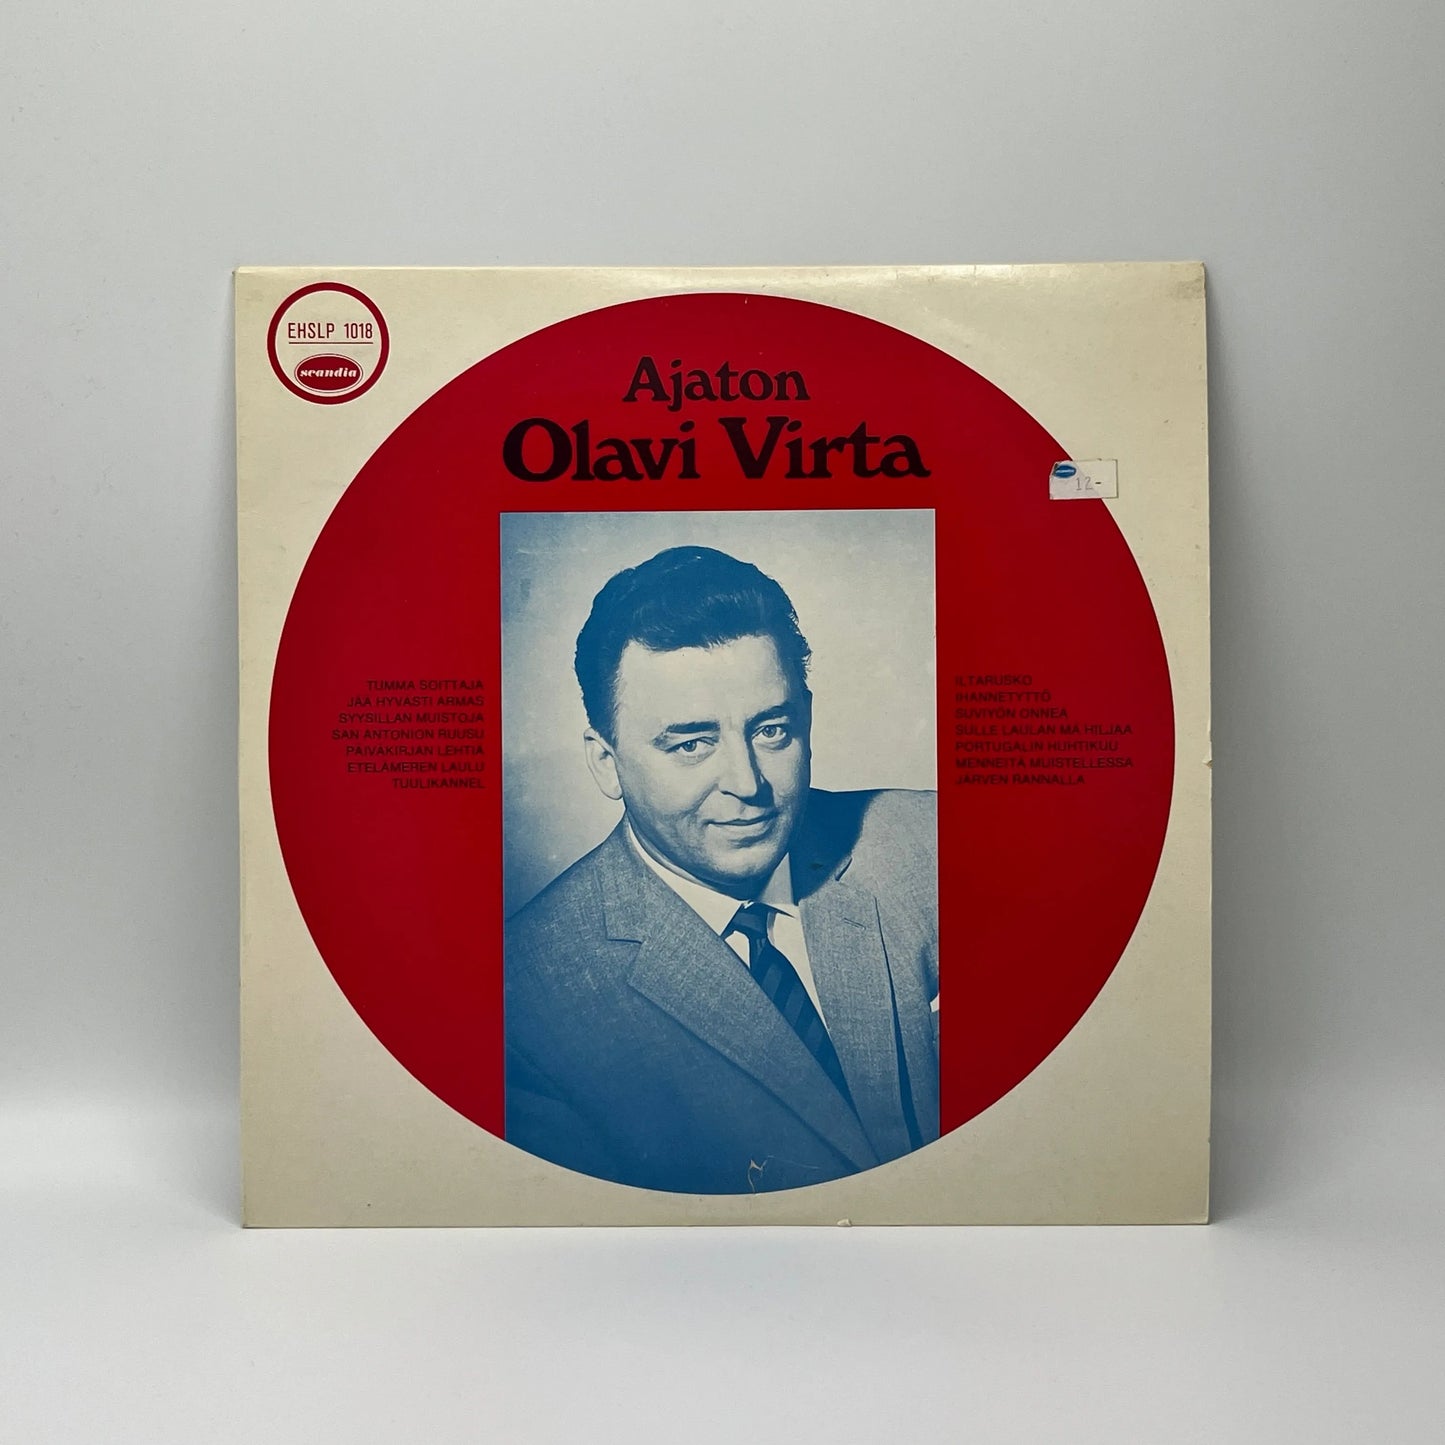 EHSLP 1018
scandia
Ajaton
Olavi Virta
12-
TUMMA SOITTAJA
JÄÄ HYVÄSTI ARMAS
SYYSILLAN MUISTOJA
SAN ANTONION RUUSU
PÄIVÄKIRJAN LEHTIÄ
ETELÄMEREN LAULU
TUULIKANNEL
ILTARUSKO
IHANNETYTTÖ
SUVIYÖN ONNEA
SULLE LAULAN MÄ HILJAA
PORTUGALIN HUHTIKUU
MENNEITÄ MUISTELLESSA
JÄRVEN RANNALLA